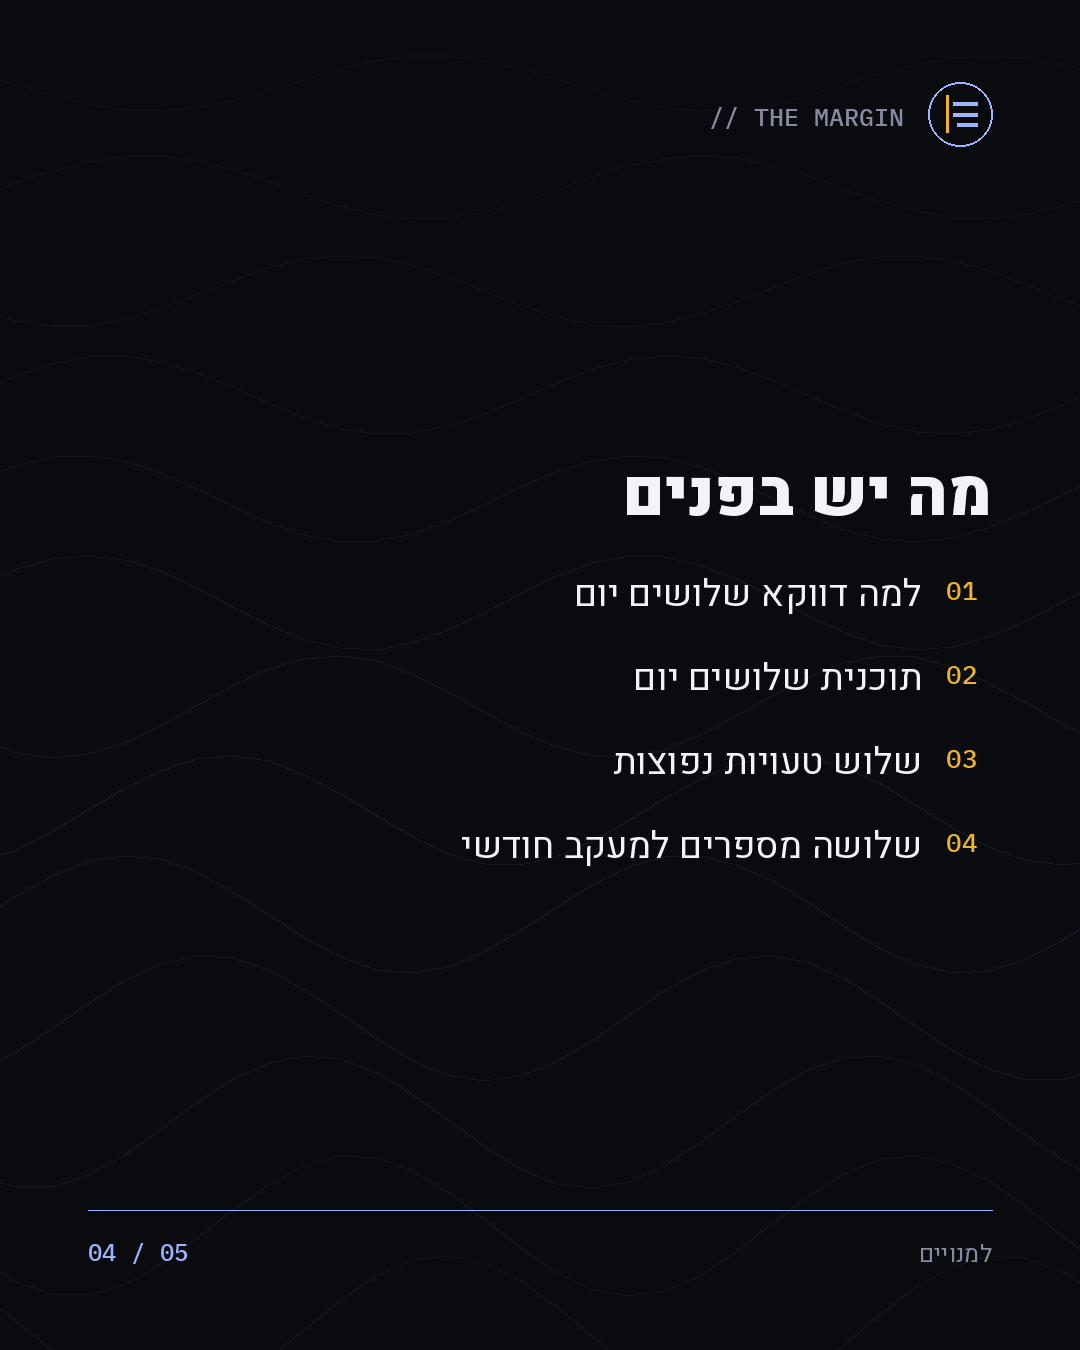 // THE MARGIN
מה יש בפנים
01 למה דווקא שלושים יום
02 תוכנית שלושים יום
03 שלוש טעויות נפוצות
04 שלושה מספרים למעקב חודשי
למנויים
04 / 05